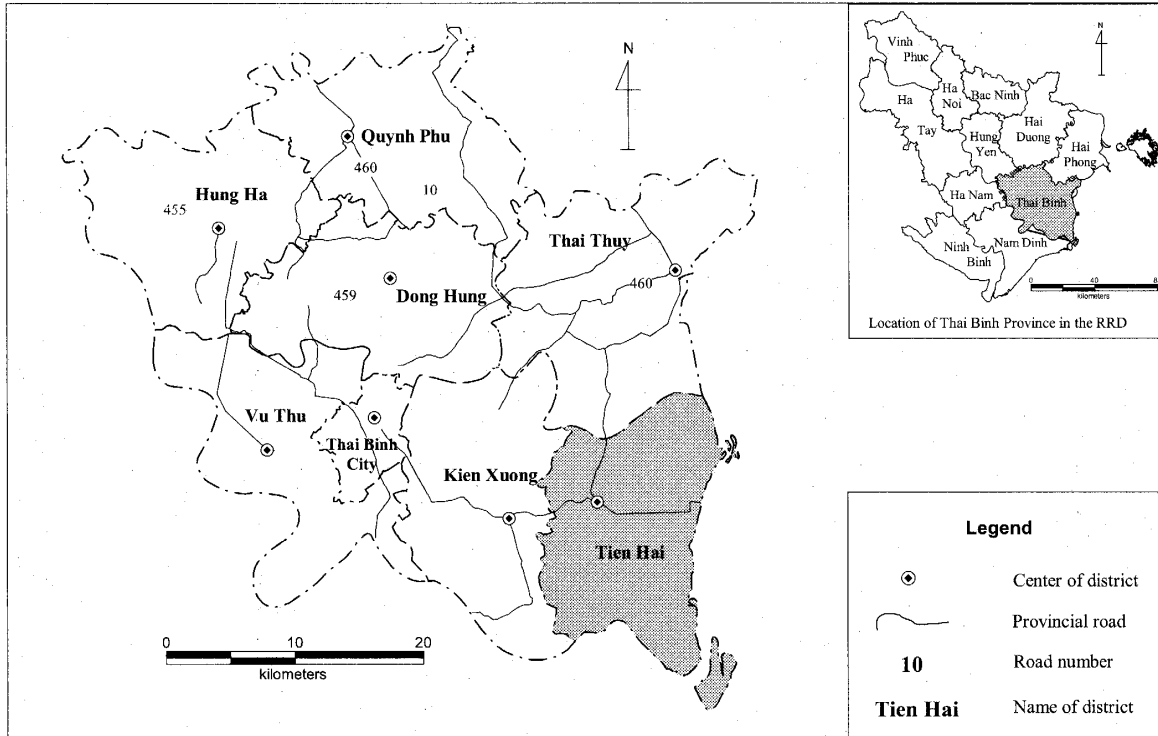 N
Quynh Phu
460
10
Hung Ha
455
Thai Thuy
460
Dong Hung
459
Vu Thu
Thai Binh
City
Kien Xuong
Tien Hai
0 10 20
kilometers
N
Vinh
Phuc
Ha
Noi
Bac Ninh
Ha
Tay
Hung
Yen
Hai
Duong
Hai
Phong
Ha Nam
Thai Binh
Nam Dinh
Ninh
Binh
0 40 8
kilometers
Location of Thai Binh Province in the RRD
Legend
Center of district
Provincial road
10 Road number
Tien Hai Name of district